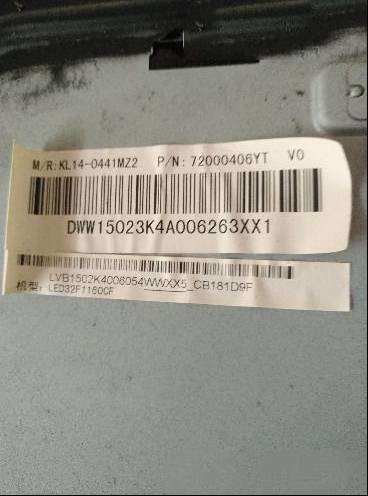 M/R:KL14-0441MZ2 P/N:72000406YT V0
DWW15023K4A006263XX1
LVB1502K4006054WWXX5_CB181D9F
机型: LED32F1160CF